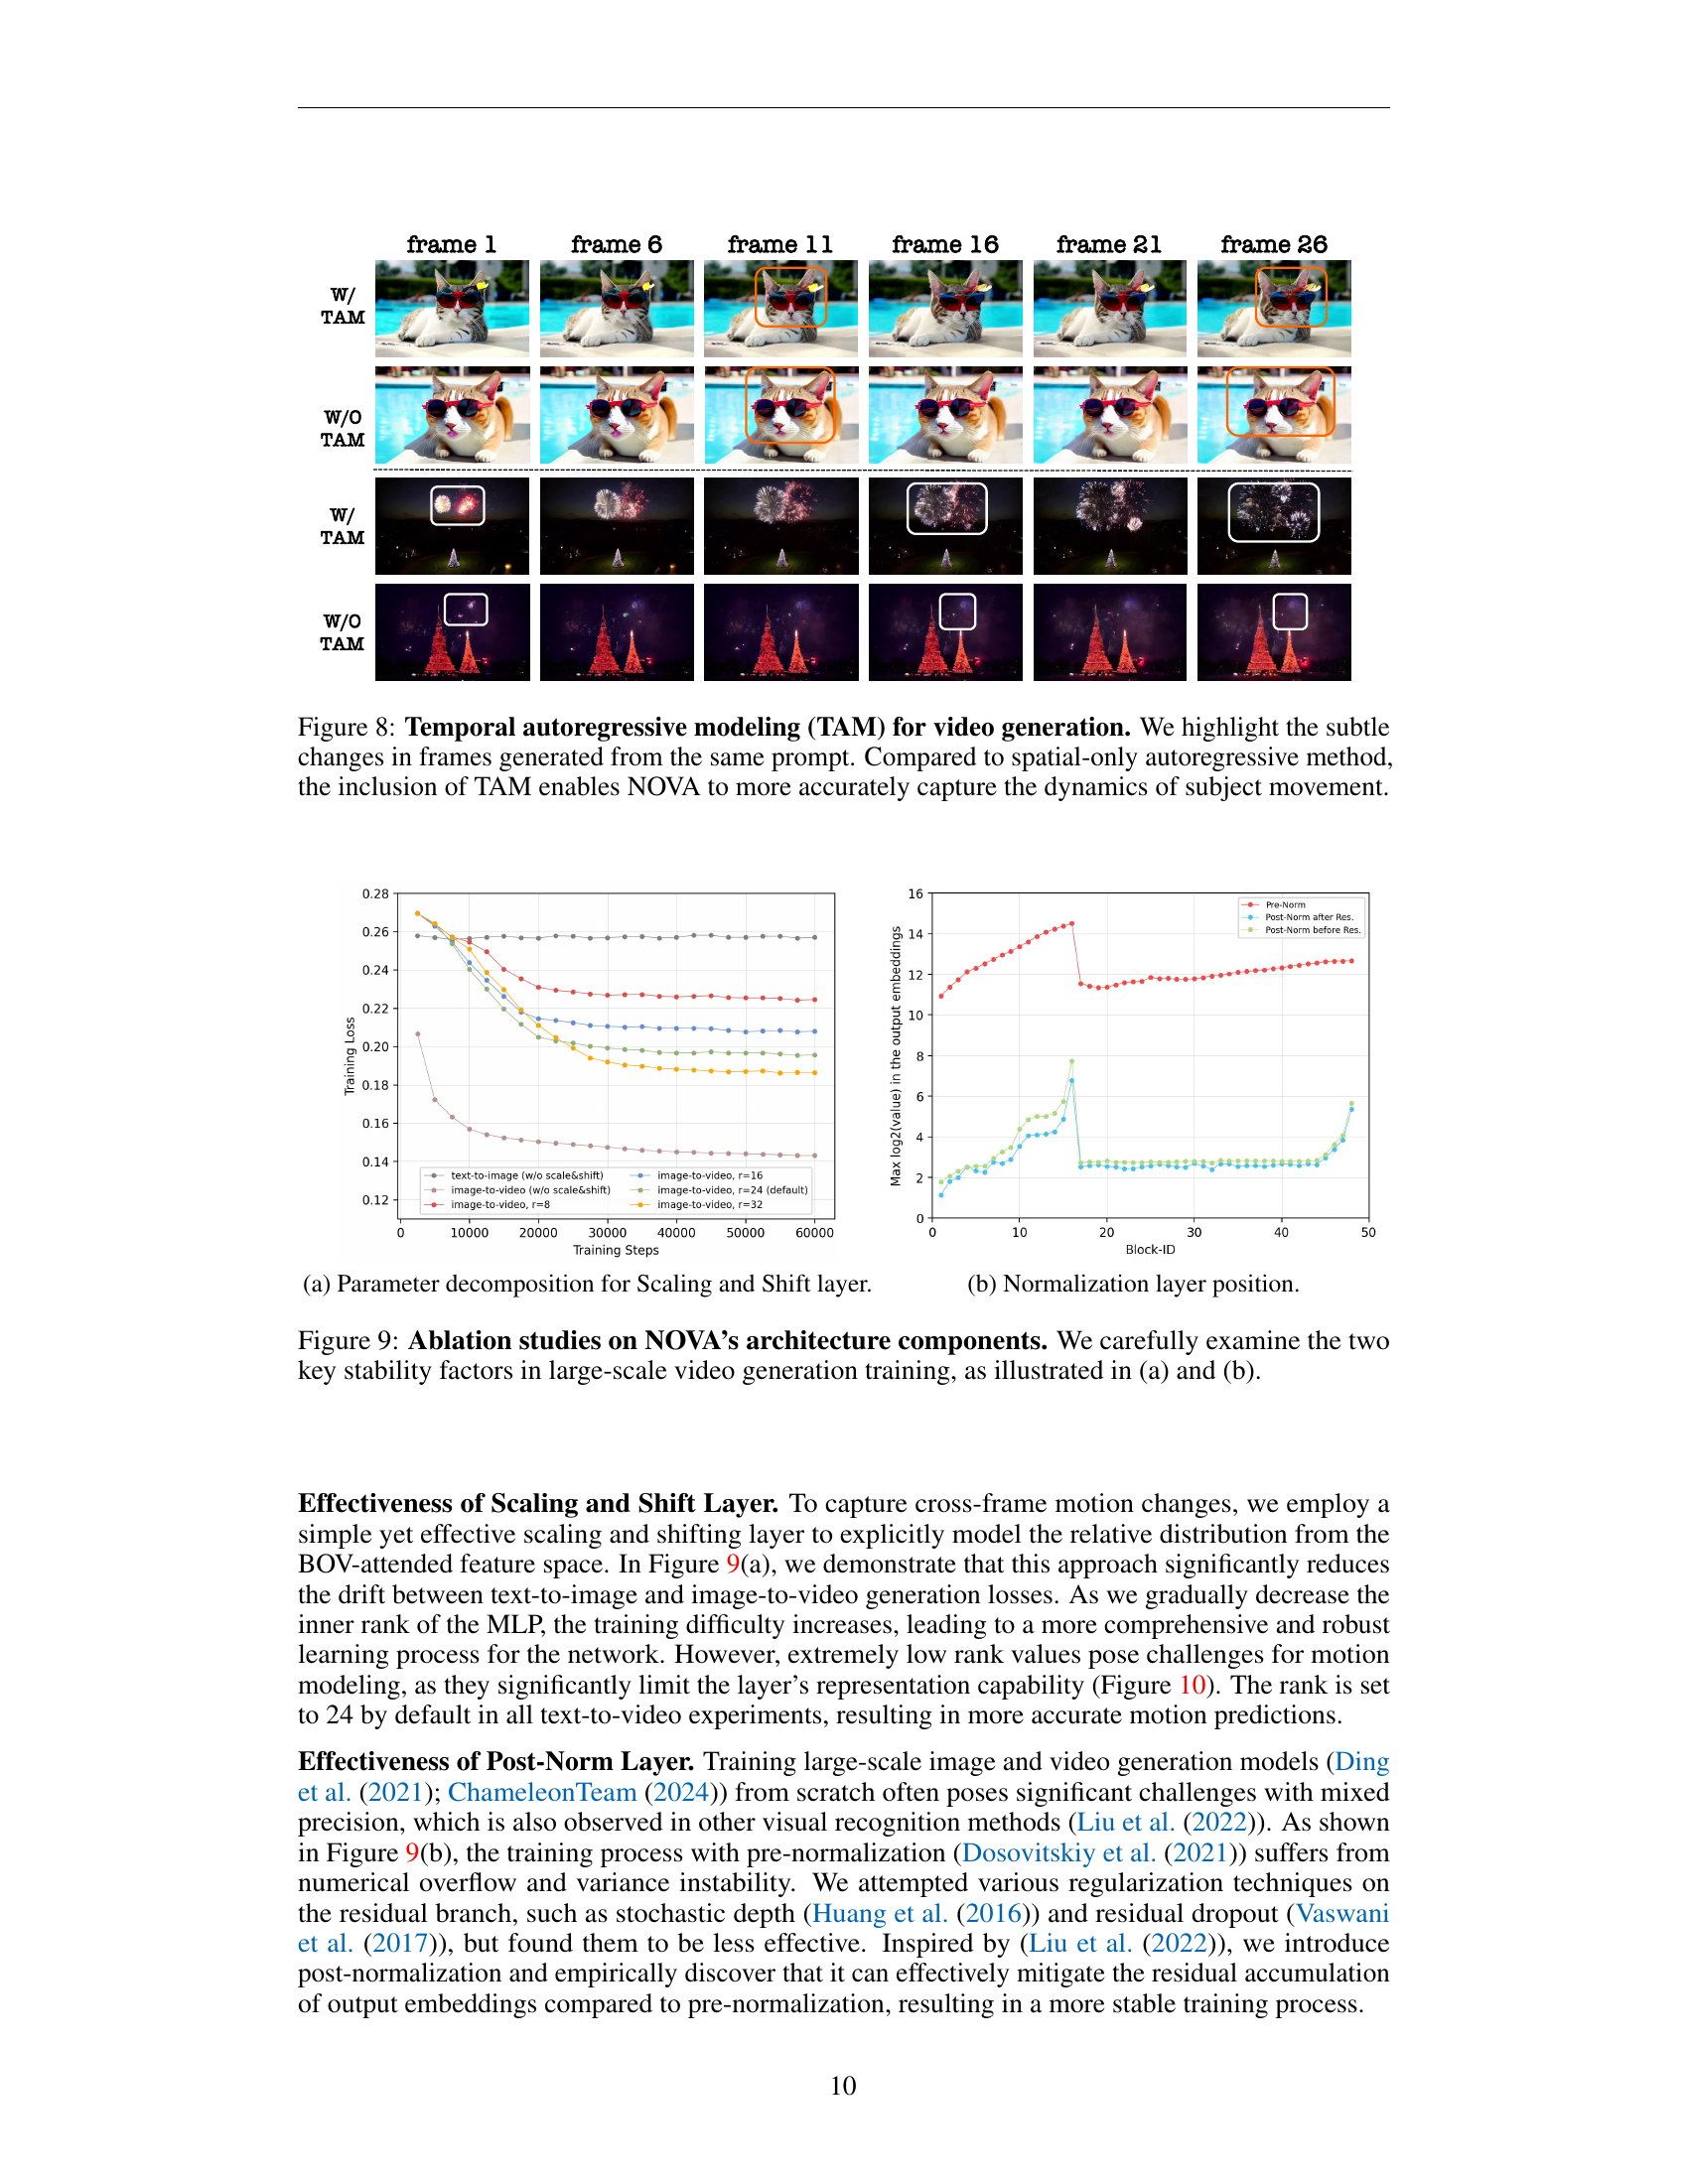 frame 1 frame 6 frame 11 frame 16 frame 21 frame 26
W/
TAM
W/O
TAM
W/
TAM
W/O
TAM
Figure 8: Temporal autoregressive modeling (TAM) for video generation. We highlight the subtle
changes in frames generated from the same prompt. Compared to spatial-only autoregressive method,
the inclusion of TAM enables NOVA to more accurately capture the dynamics of subject movement.
0.28
0.26
0.24
0.22
0.20
0.18
0.16
0.14
0.12
Training Loss
text-to-image (w/o scale&shift)
image-to-video (w/o scale&shift)
image-to-video, r=8
image-to-video, r=16
image-to-video, r=24 (default)
image-to-video, r=32
0 10000 20000 30000 40000 50000 60000
Training Steps
(a) Parameter decomposition for Scaling and Shift layer.
16
14
12
10
8
6
4
2
0
Max log2(value) in the output embeddings
Pre-Norm
Post-Norm after Res.
Post-Norm before Res.
0 10 20 30 40 50
Block-ID
(b) Normalization layer position.
Figure 9: Ablation studies on NOVA's architecture components. We carefully examine the two
key stability factors in large-scale video generation training, as illustrated in (a) and (b).
Effectiveness of Scaling and Shift Layer. To capture cross-frame motion changes, we employ a
simple yet effective scaling and shifting layer to explicitly model the relative distribution from the
BOV-attended feature space. In Figure 9(a), we demonstrate that this approach significantly reduces
the drift between text-to-image and image-to-video generation losses. As we gradually decrease the
inner rank of the MLP, the training difficulty increases, leading to a more comprehensive and robust
learning process for the network. However, extremely low rank values pose challenges for motion
modeling, as they significantly limit the layer's representation capability (Figure 10). The rank is set
to 24 by default in all text-to-video experiments, resulting in more accurate motion predictions.
Effectiveness of Post-Norm Layer. Training large-scale image and video generation models (Ding
et al. (2021); ChameleonTeam (2024)) from scratch often poses significant challenges with mixed
precision, which is also observed in other visual recognition methods (Liu et al. (2022)). As shown
in Figure 9(b), the training process with pre-normalization (Dosovitskiy et al. (2021)) suffers from
numerical overflow and variance instability. We attempted various regularization techniques on
the residual branch, such as stochastic depth (Huang et al. (2016)) and residual dropout (Vaswani
et al. (2017)), but found them to be less effective. Inspired by (Liu et al. (2022)), we introduce
post-normalization and empirically discover that it can effectively mitigate the residual accumulation
of output embeddings compared to pre-normalization, resulting in a more stable training process.
10